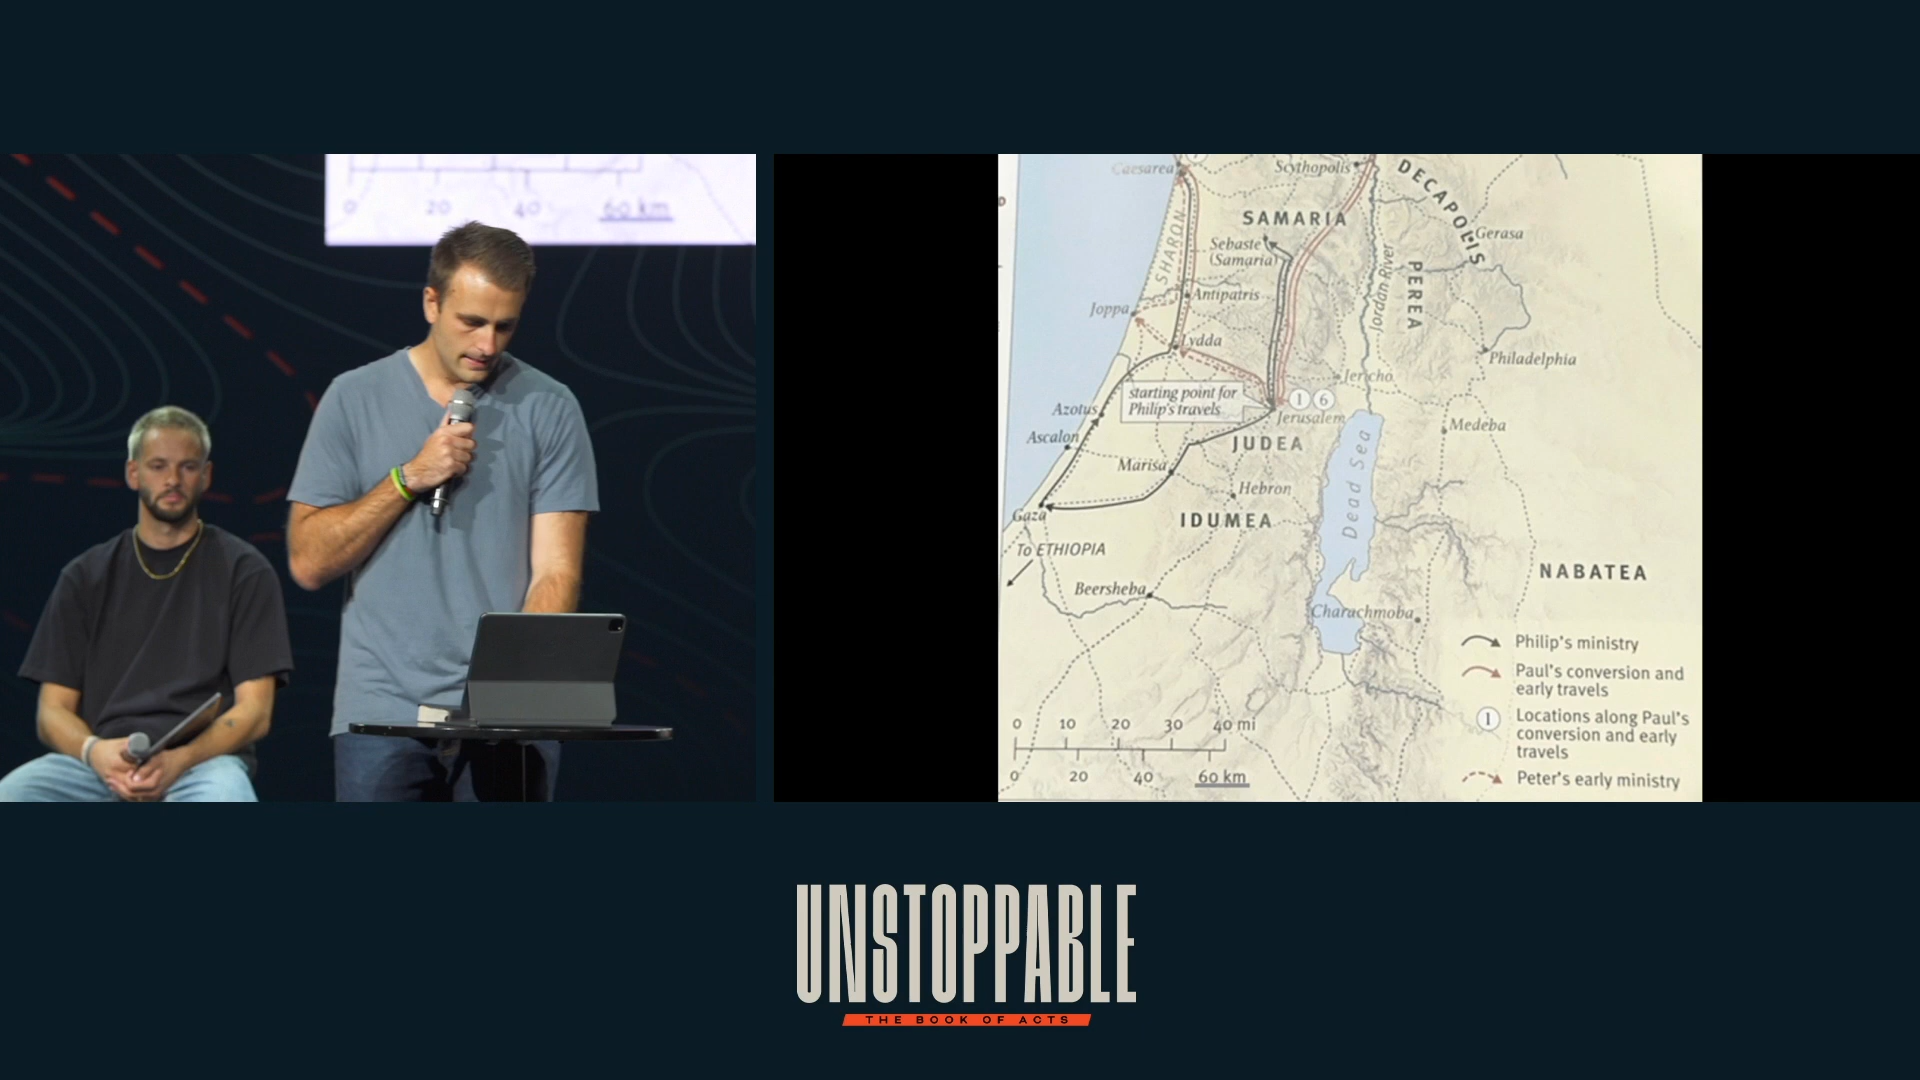 0 20 40 60 km
Caesarea
Scythopolis
DECAPOLIS
SAMARIA
Gerasa
Sebaste
(Samaria)
SHARON
Jordan River
PEREA
Antipatris
Joppa
Lydda
Philadelphia
Jericho
starting point for
Philip's travels
1 6
Azotus
Jerusalem
Medeba
Ascalon
JUDEA
Dead Sea
Marisa
Hebron
Gaza
IDUMEA
To ETHIOPIA
NABATEA
Beersheba
Charachmoba
Philip's ministry
Paul's conversion and
early travels
1 Locations along Paul's
conversion and early
travels
Peter's early ministry
0 10 20 30 40 mi
0 20 40 60 km
UNSTOPPABLE
THE BOOK OF ACTS